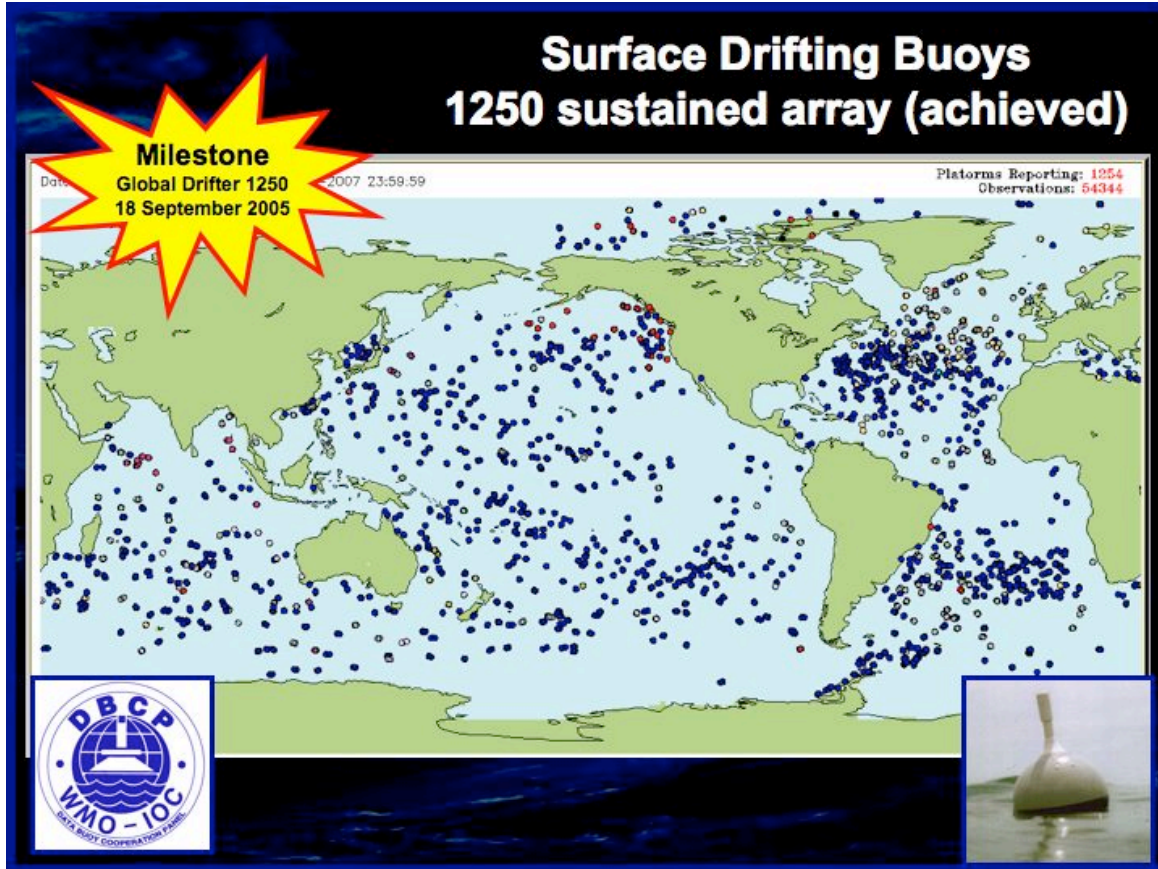 Surface Drifting Buoys
1250 sustained array (achieved)
Milestone
Global Drifter 1250
18 September 2005
-2007 23:59:59
Platorms Reporting: 1254
Observations: 54344
DBCP
WMO - IOC
DATA BUOY COOPERATION PANEL